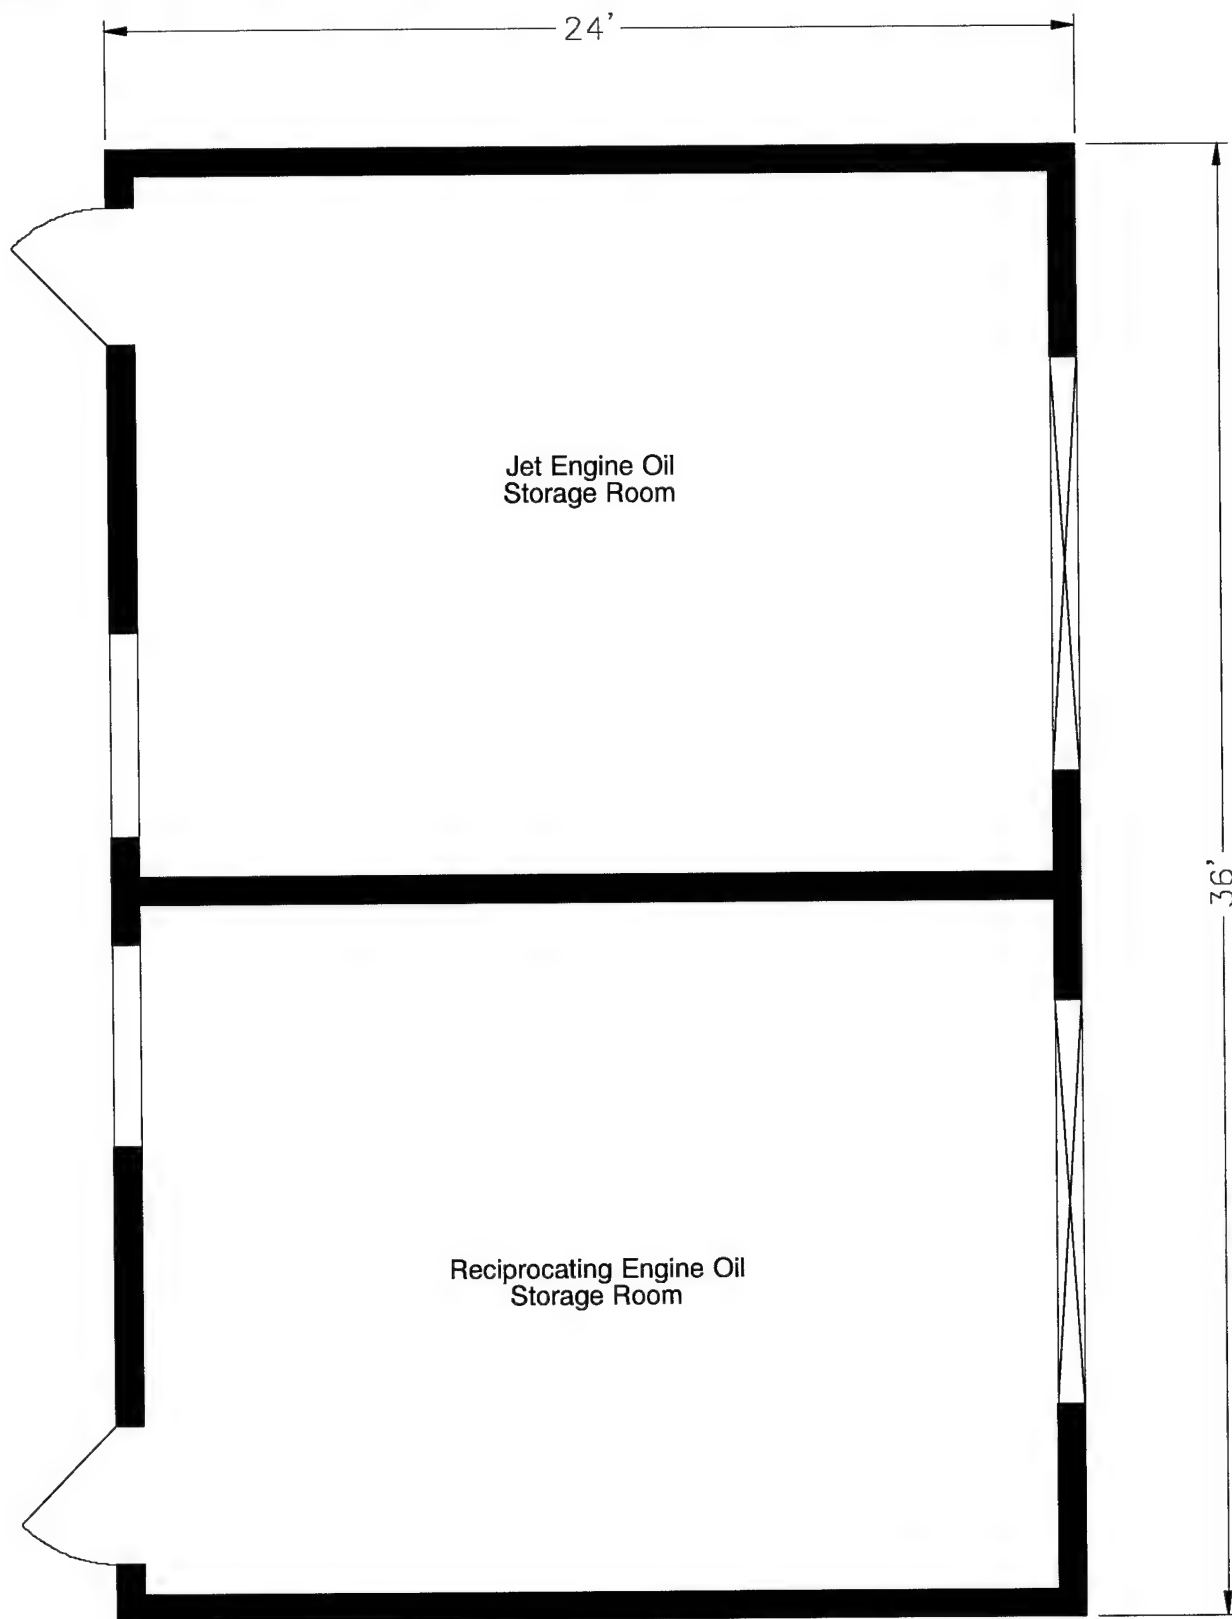 24'
Jet Engine Oil
Storage Room
36'
Reciprocating Engine Oil
Storage Room